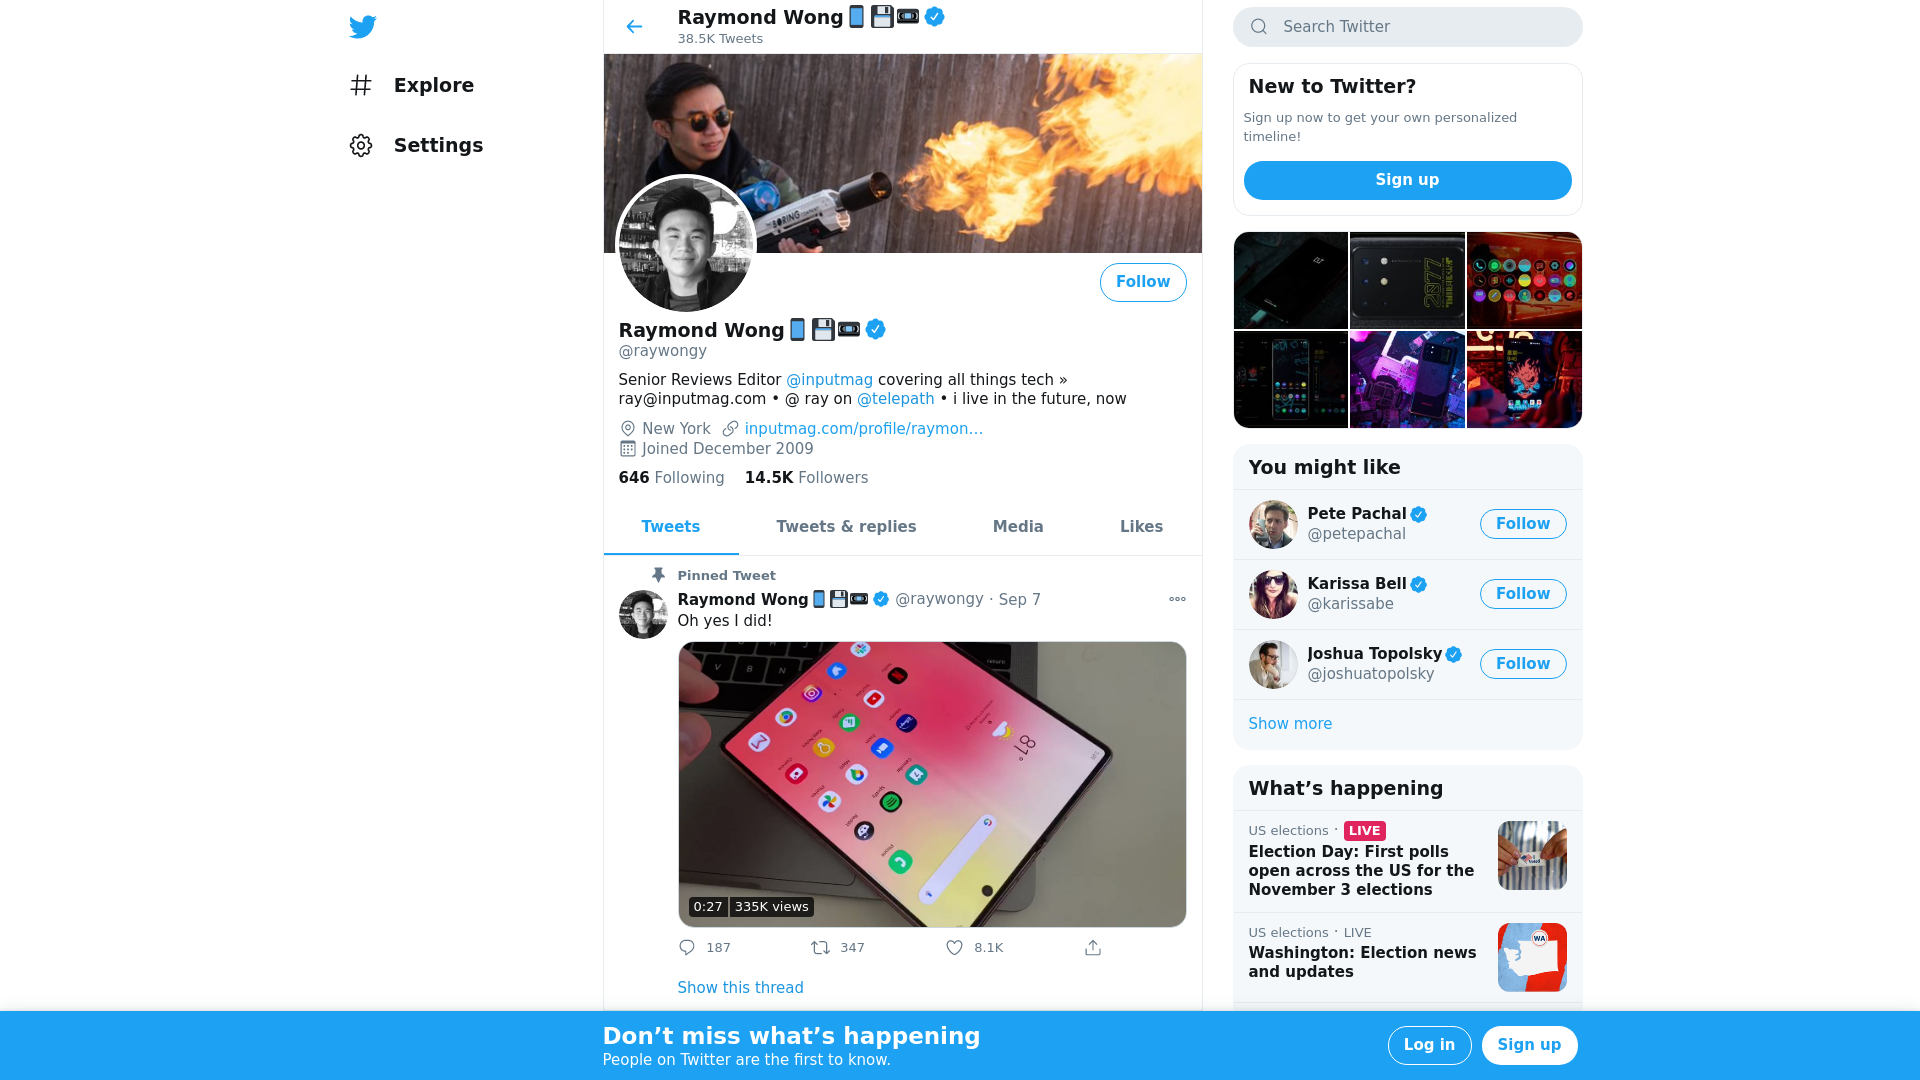 Explore
Settings
Raymond Wong
38.5K Tweets
BORING
Follow
Raymond Wong
@raywongy
Senior Reviews Editor @inputmag covering all things tech »
ray@inputmag.com • @ ray on @telepath • i live in the future, now
New York inputmag.com/profile/raymon…
Joined December 2009
646 Following 14.5K Followers
Tweets Tweets & replies Media Likes
Pinned Tweet
Raymond Wong @raywongy · Sep 7
Oh yes I did!
81°
0:27 335K views
187 347 8.1K
Show this thread
Search Twitter
New to Twitter?
Sign up now to get your own personalized
timeline!
Sign up
2077
You might like
Pete Pachal
@petepachal
Follow
Karissa Bell
@karissabe
Follow
Joshua Topolsky
@joshuatopolsky
Follow
Show more
What’s happening
US elections · LIVE
Election Day: First polls
open across the US for the
November 3 elections
US elections · LIVE
Washington: Election news
and updates
WA
Don’t miss what’s happening
People on Twitter are the first to know.
Log in Sign up